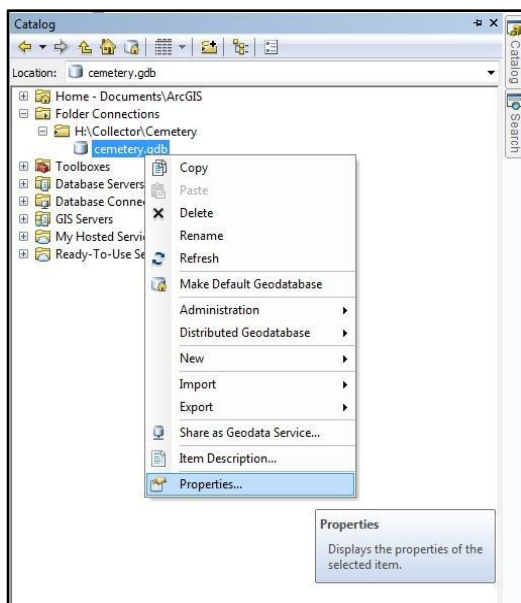 Catalog
Location: cemetery.gdb
Home - Documents\ArcGIS
Folder Connections
H:\Collector\Cemetery
cemetery.gdb
Toolboxes
Database Servers
Database Conne
GIS Servers
My Hosted Servi
Ready-To-Use Se
Copy
Paste
Delete
Rename
Refresh
Make Default Geodatabase
Administration
Distributed Geodatabase
New
Import
Export
Share as Geodata Service...
Item Description...
Properties...
Properties
Displays the properties of the
selected item.
Catalog
Search